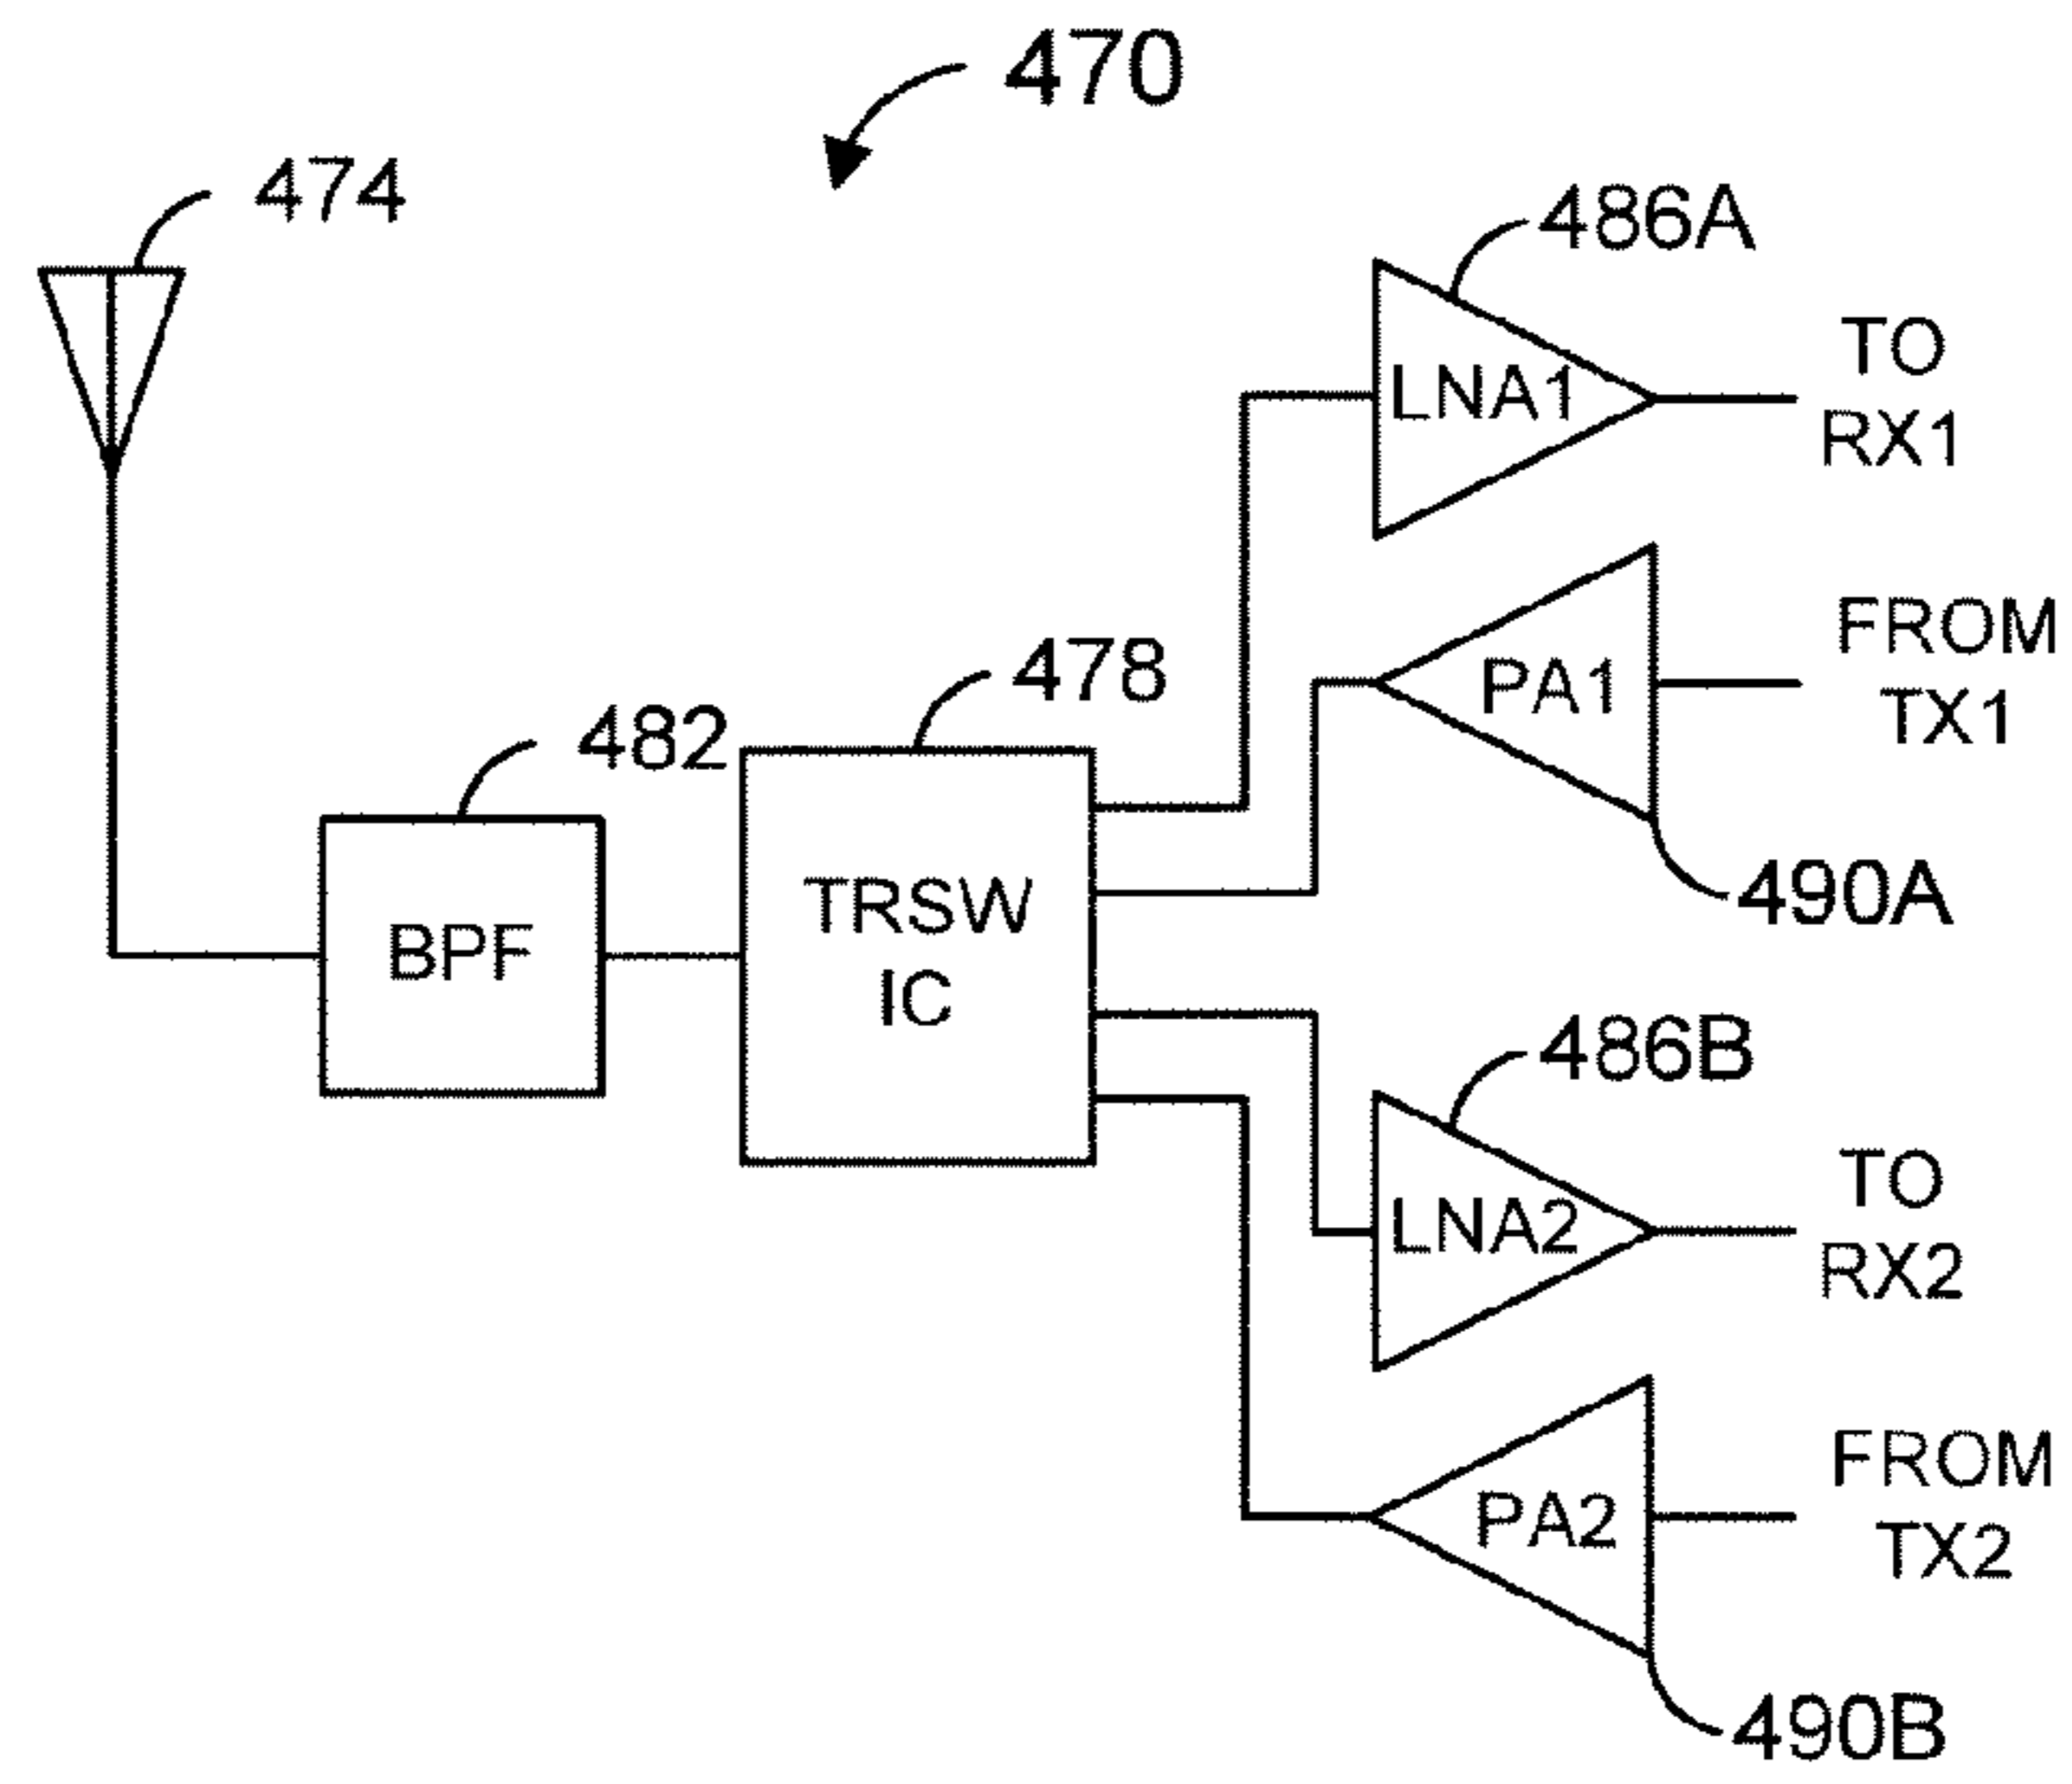 470
474
486A
LNA1
TO
RX1
PA1
FROM
TX1
490A
478
482
TRSW
IC
BPF
486B
LNA2
TO
RX2
PA2
FROM
TX2
490B